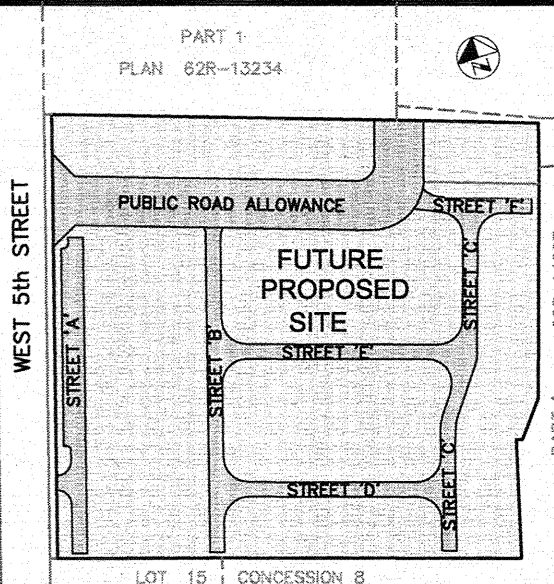 PART 1
PLAN 62R-13234
WEST 5th STREET
PUBLIC ROAD ALLOWANCE
STREET 'F'
FUTURE
PROPOSED
SITE
STREET 'C'
STREET 'A'
STREET 'B'
STREET 'E'
STREET 'C'
STREET 'D'
LOT 15 CONCESSION 8